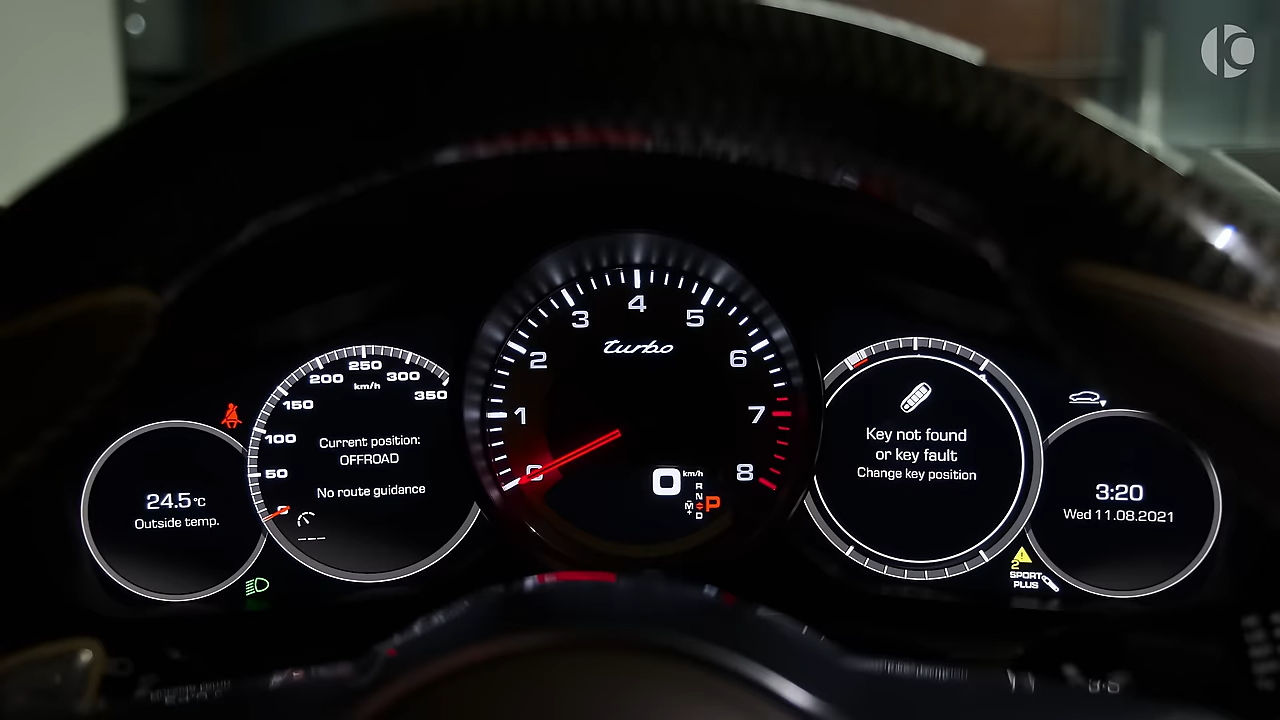 24.5°C
Outside temp.
50
100
150
200
250
300
350
km/h
Current position:
OFFROAD
No route guidance
0
1
2
3
4
5
6
7
8
turbo
0 km/h
R
N
D
M
+
P
Key not found
or key fault
Change key position
3:20
Wed 11.08.2021
2
SPORT
PLUS